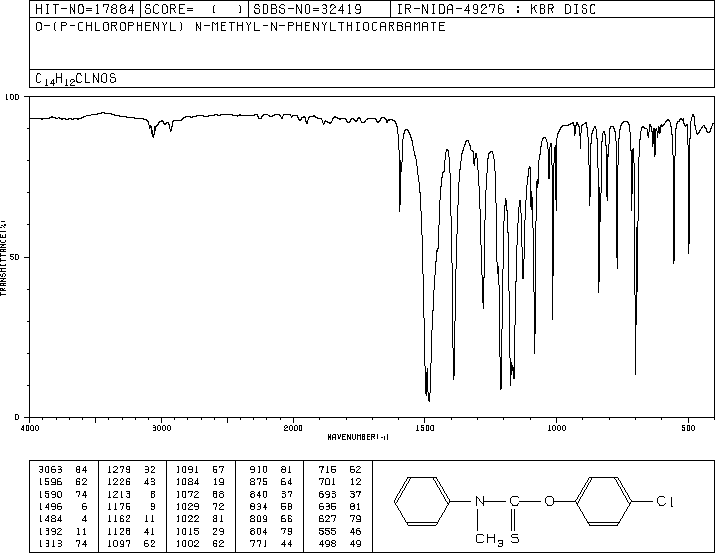 HIT-NO=17884 SCORE= ( ) SDBS-NO=32419 IR-NIDA-49276 : KBR DISC
O-(P-CHLOROPHENYL) N-METHYL-N-PHENYLTHIOCARBAMATE
C14H12CLNOS
100
50
0
TRANSMITTANCE(%)
4000 3000 2000 1500 1000 500
WAVENUMBER(-1)
3063 84 1279 32 1091 57 910 81 716 62
1596 62 1226 43 1084 19 875 64 701 12
1590 74 1213 8 1072 88 840 37 693 37
1496 6 1176 9 1029 72 834 58 636 81
1484 4 1162 11 1022 81 809 66 627 79
1392 11 1128 41 1015 29 804 79 555 46
1313 74 1097 62 1002 62 771 44 498 49
N C O Cl
CH3 S